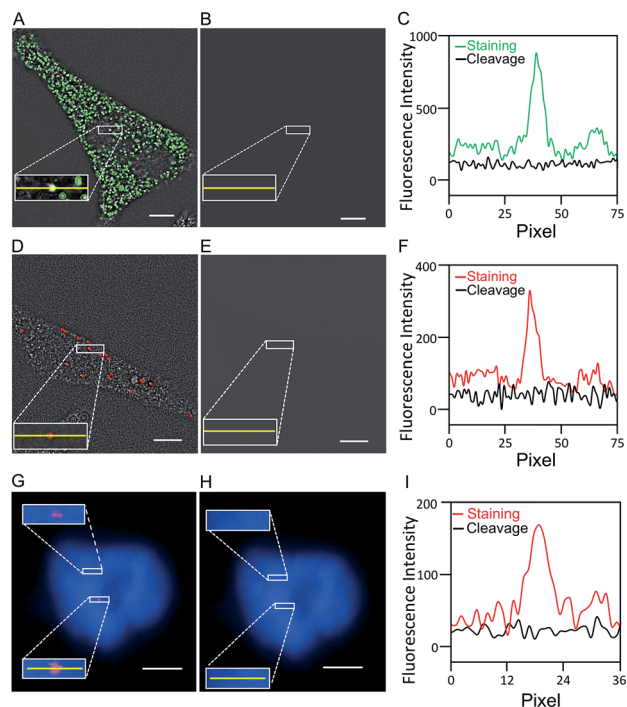 A
B
C
Fluorescence Intensity
1000
500
0
Staining
Cleavage
0 25 50 75
Pixel
D
E
F
Fluorescence Intensity
400
200
0
Staining
Cleavage
0 25 50 75
Pixel
G
H
I
Fluorescence Intensity
200
100
0
Staining
Cleavage
0 12 24 36
Pixel